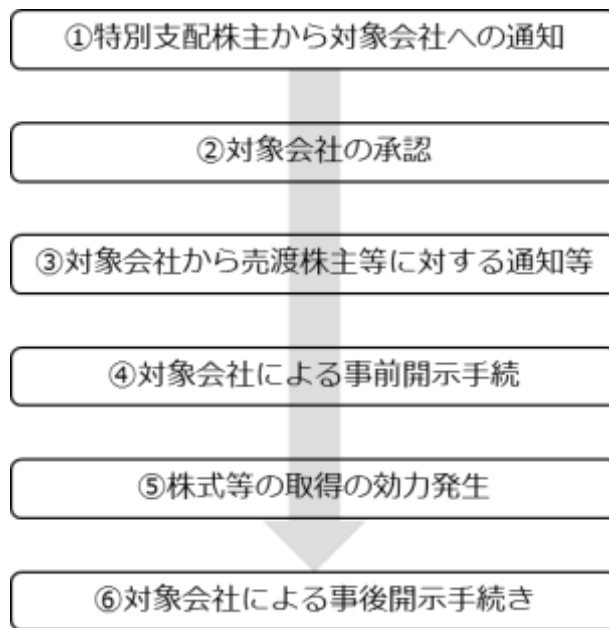 ①特別支配株主から対象会社への通知
②対象会社の承認
③対象会社から売渡株主等に対する通知等
④対象会社による事前開示手続
⑤株式等の取得の効力発生
⑥対象会社による事後開示手続き